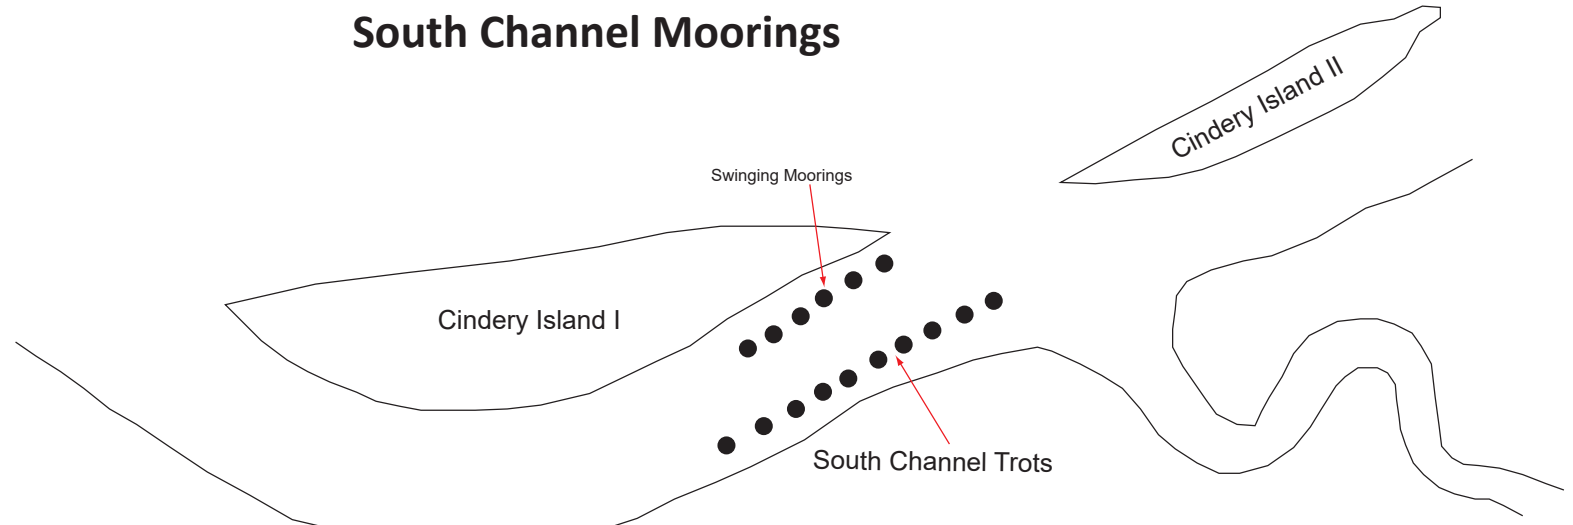 South Channel Moorings
Cindery Island II
Swinging Moorings
Cindery Island I
South Channel Trots